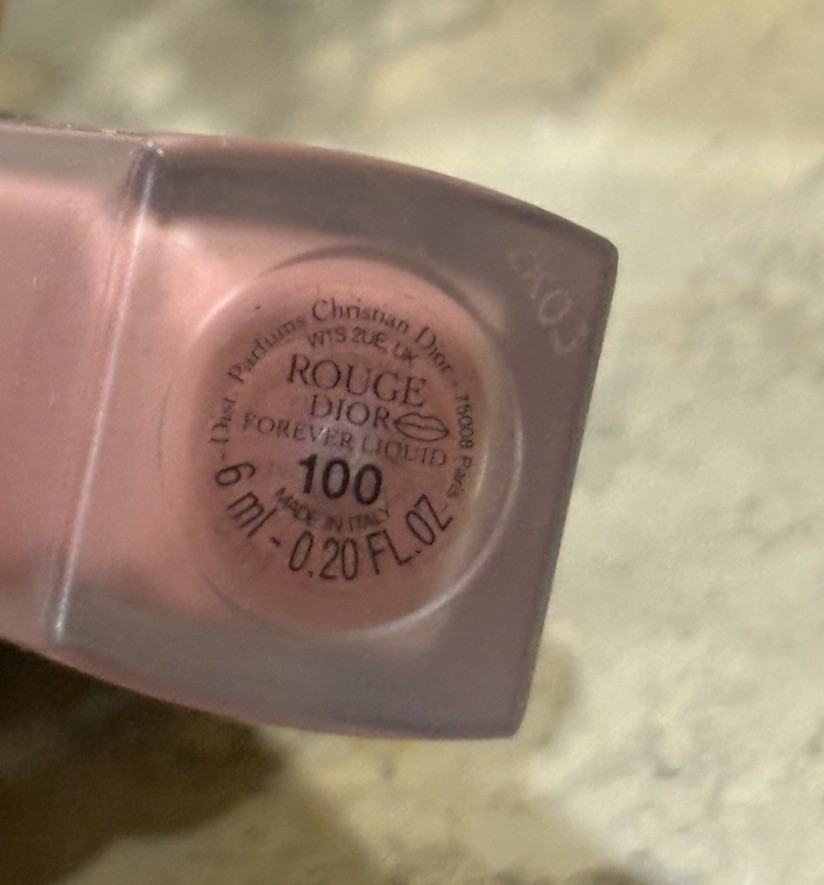 -Dist. Parfums Christian Dior - 75008 Paris -
W1S 2UE, UK
ROUGE
DIOR
FOREVER LIQUID
100
MADE IN ITALY
6 ml - 0.20 FL.OZ